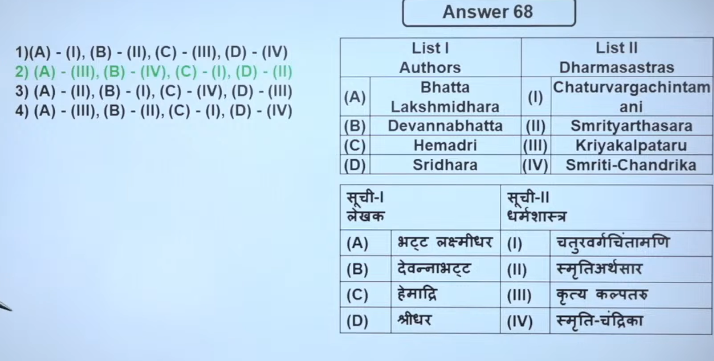 Answer 68
1)(A) - (I), (B) - (II), (C) - (III), (D) - (IV)
2) (A) - (III), (B) - (IV), (C) - (I), (D) - (II)
3) (A) - (II), (B) - (I), (C) - (IV), (D) - (III)
4) (A) - (III), (B) - (II), (C) - (I), (D) - (IV)
List I List II
Authors Dharmasastras
(A) Bhatta Lakshmidhara (I) Chaturvargachintamani
(B) Devannabhatta (II) Smrityarthasara
(C) Hemadri (III) Kriyakalpataru
(D) Sridhara (IV) Smriti-Chandrika
सूची-I सूची-II
लेखक धर्मशास्त्र
(A) भट्ट लक्ष्मीधर (I) चतुरवर्गचिंतामणि
(B) देवन्नाभट्ट (II) स्मृतिअर्थसार
(C) हेमाद्रि (III) कृत्य कल्पतरु
(D) श्रीधर (IV) स्मृति-चंद्रिका